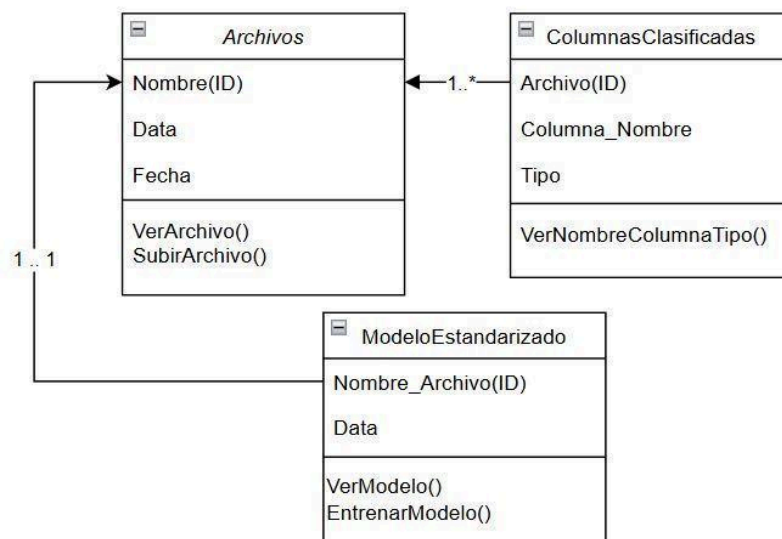 Archivos
Nombre(ID)
Data
Fecha
VerArchivo()
SubirArchivo()
1..*
ColumnasClasificadas
Archivo(ID)
Columna_Nombre
Tipo
VerNombreColumnaTipo()
1 .. 1
ModeloEstandarizado
Nombre_Archivo(ID)
Data
VerModelo()
EntrenarModelo()